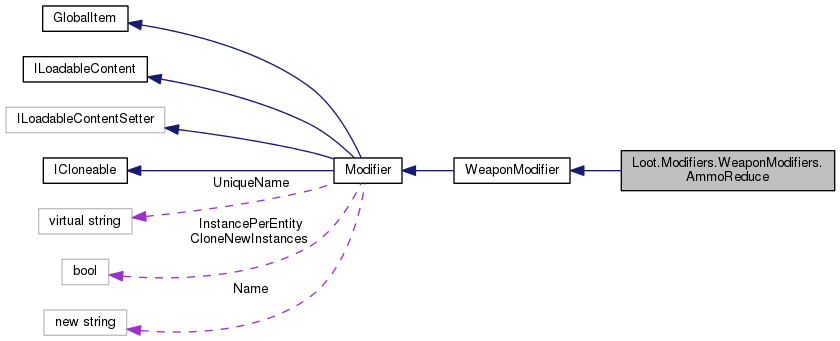 GlobalItem
ILoadableContent
ILoadableContentSetter
ICloneable
Modifier
WeaponModifier
Loot.Modifiers.WeaponModifiers.
AmmoReduce
UniqueName
virtual string
InstancePerEntity
CloneNewInstances
bool
Name
new string